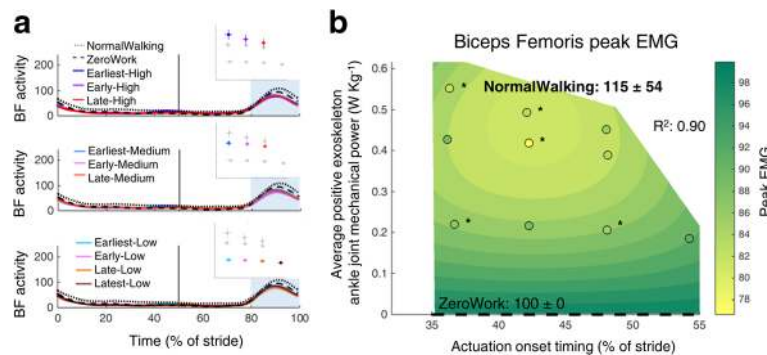 a
NormalWalking
ZeroWork
Earliest-High
Early-High
Late-High
BF activity
200
100
0
Earliest-Medium
Early-Medium
Late-Medium
BF activity
200
100
0
Earliest-Low
Early-Low
Late-Low
Latest-Low
BF activity
200
100
0
0 20 40 60 80 100
Time (% of stride)
b
Biceps Femoris peak EMG
Average positive exoskeleton
ankle joint mechanical power (W Kg⁻¹)
0.6
0.5
0.4
0.3
0.2
0.1
0
NormalWalking: 115 ± 54
R²: 0.90
* * * * *
ZeroWork: 100 ± 0
35 40 45 50 55
Actuation onset timing (% of stride)
98
96
94
92
90
88
86
84
82
80
78
Peak EMG